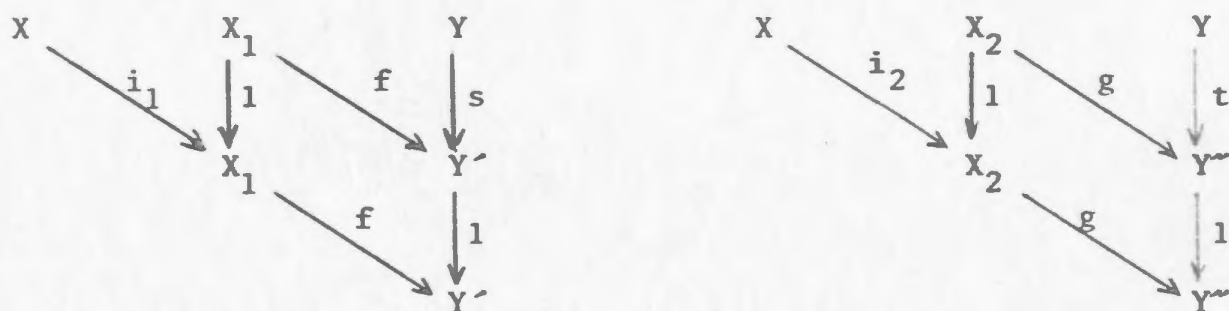 X X₁ Y X X₂ Y
i₁ 1 f s i₂ 1 g t
X₁ Y′ X₂ Y″
f 1 g 1
Y′ Y″